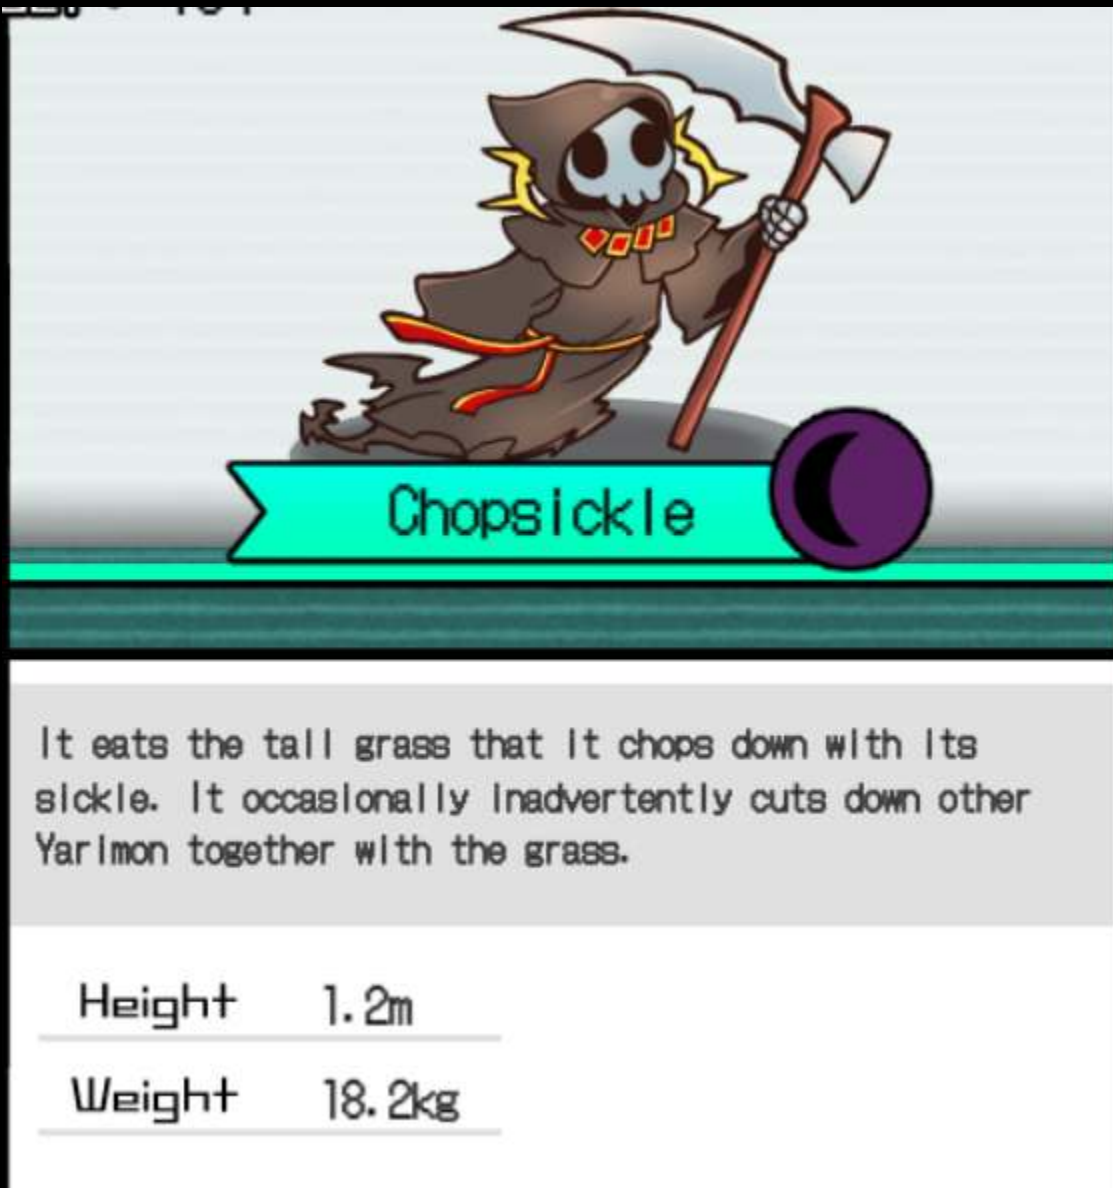 Chopsickle
It eats the tall grass that it chops down with its
sickle. It occasionally inadvertently cuts down other
Yarimon together with the grass.
Height 1.2m
Weight 18.2kg